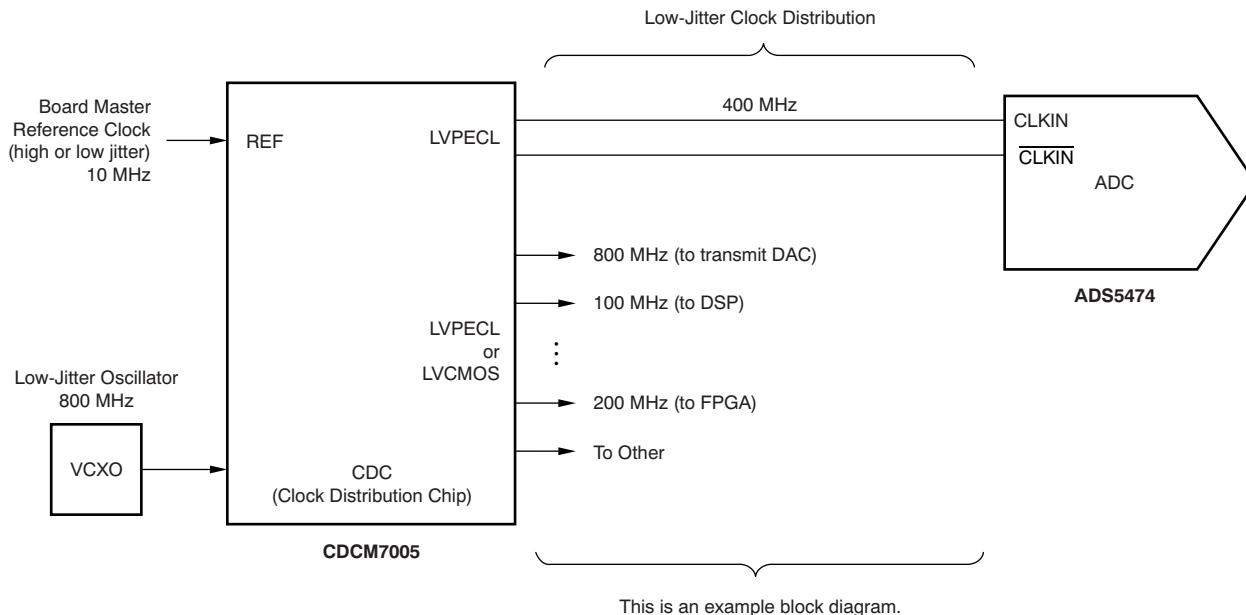 Low-Jitter Clock Distribution
Board Master
Reference Clock
(high or low jitter)
10 MHz
REF
LVPECL
400 MHz
CLKIN
CLKIN
ADC
ADS5474
800 MHz (to transmit DAC)
100 MHz (to DSP)
LVPECL
or
LVCMOS
200 MHz (to FPGA)
To Other
Low-Jitter Oscillator
800 MHz
VCXO
CDC
(Clock Distribution Chip)
CDCM7005
This is an example block diagram.